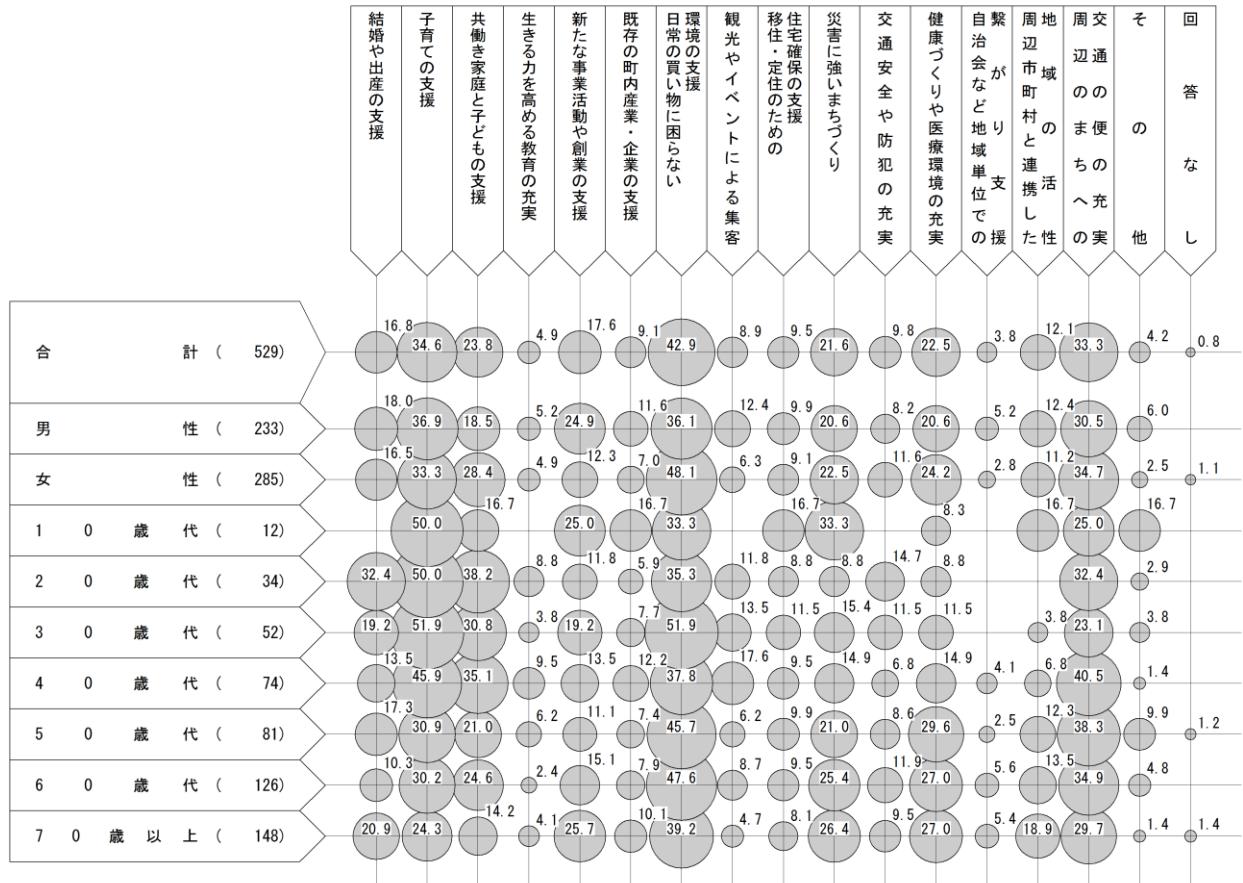 結婚や出産の支援
子育ての支援
共働き家庭と子どもの支援
生きる力を高める教育の充実
新たな事業活動や創業の支援
既存の町内産業・企業の支援
日常の買い物に困らない
環境の支援
観光やイベントによる集客
移住・定住のための
住宅確保の支援
災害に強いまちづくり
交通安全や防犯の充実
健康づくりや医療環境の充実
自治会など地域単位での
繋がり支援
周辺市町村と連携した
地域の活性
周辺のまちへの
交通の便の充実
その他
回答なし
合計(529) 16.8 34.6 23.8 4.9 17.6 9.1 42.9 8.9 9.5 21.6 9.8 22.5 3.8 12.1 33.3 4.2 0.8
男性(233) 18.0 36.9 18.5 5.2 24.9 11.6 36.1 12.4 9.9 20.6 8.2 20.6 5.2 12.4 30.5 6.0
女性(285) 16.5 33.3 28.4 4.9 12.3 7.0 48.1 6.3 9.1 22.5 11.6 24.2 2.8 11.2 34.7 2.5 1.1
10歳代(12) 50.0 16.7 25.0 16.7 33.3 16.7 33.3 8.3 16.7 25.0 16.7
20歳代(34) 32.4 50.0 38.2 8.8 11.8 5.9 35.3 11.8 8.8 8.8 14.7 8.8 32.4 2.9
30歳代(52) 19.2 51.9 30.8 3.8 19.2 7.7 51.9 13.5 11.5 15.4 11.5 11.5 3.8 23.1 3.8
40歳代(74) 13.5 45.9 35.1 9.5 13.5 12.2 37.8 17.6 9.5 14.9 6.8 14.9 4.1 6.8 40.5 1.4
50歳代(81) 17.3 30.9 21.0 6.2 11.1 7.4 45.7 6.2 9.9 21.0 8.6 29.6 2.5 12.3 38.3 9.9 1.2
60歳代(126) 10.3 30.2 24.6 2.4 15.1 7.9 47.6 8.7 9.5 25.4 11.9 27.0 5.6 13.5 34.9 4.8
70歳以上(148) 20.9 24.3 14.2 4.1 25.7 10.1 39.2 4.7 8.1 26.4 9.5 27.0 5.4 18.9 29.7 1.4 1.4